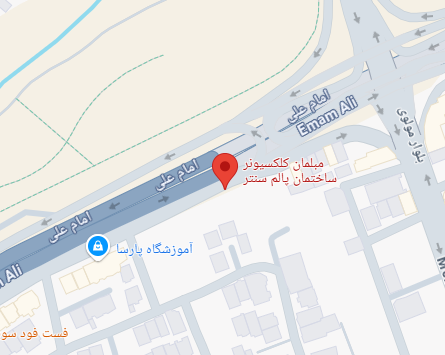 امام علی
Emam Ali
بلوار مولوی
مبلمان کلکسیونر
ساختمان پالم سنتر
امام علی
امام علی
آموزشگاه پارسا
Ali
فست فود سو